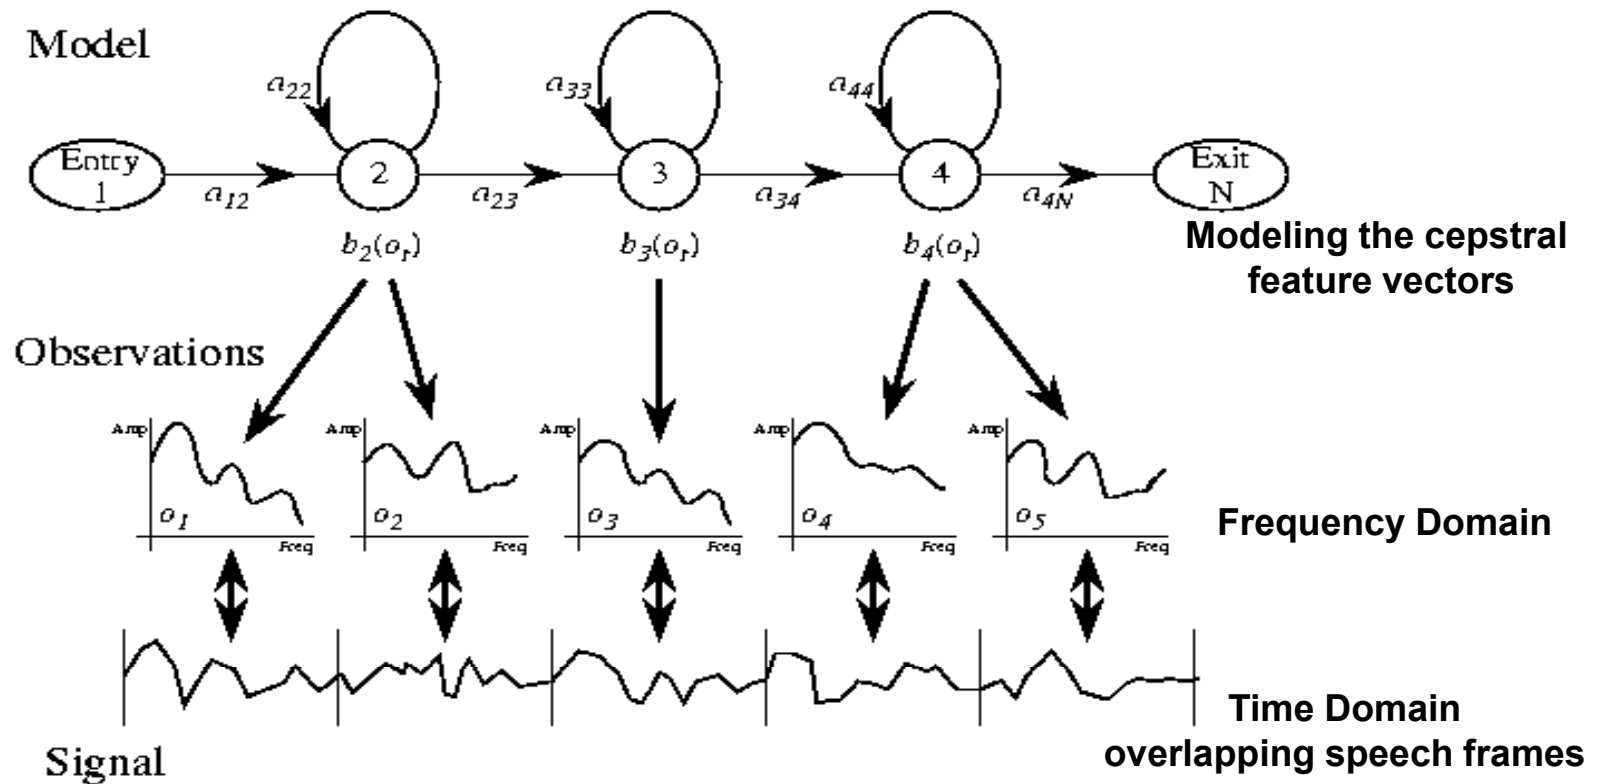 Model
a22
a33
a44
Entry
1
2
3
4
Exit
N
a12
a23
a34
a4N
b2(ot)
b3(ot)
b4(ot)
Modeling the cepstral
feature vectors
Observations
Amp
Amp
Amp
Amp
Amp
o1
o2
o3
o4
o5
Freq
Freq
Freq
Freq
Freq
Frequency Domain
Time Domain
overlapping speech frames
Signal